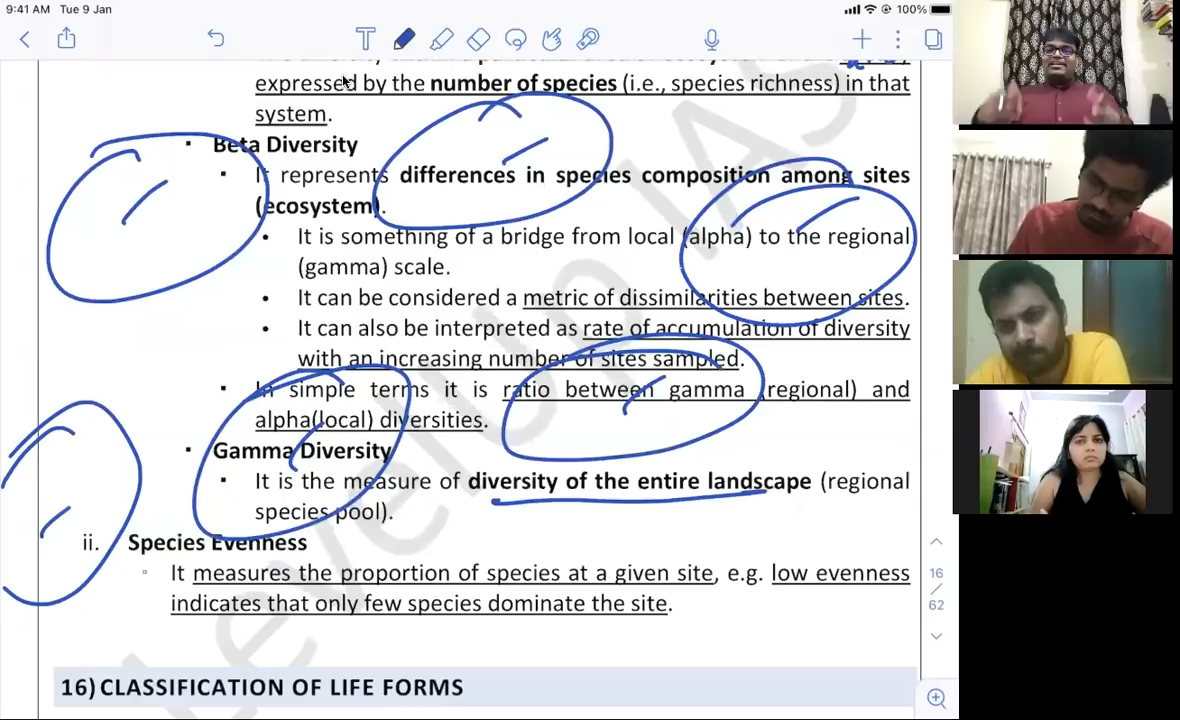 9:41 AM Tue 9 Jan
100%
expressed by the number of species (i.e., species richness) in that
system.
▪ Beta Diversity
▪ It represents differences in species composition among sites
(ecosystem).
• It is something of a bridge from local (alpha) to the regional
(gamma) scale.
• It can be considered a metric of dissimilarities between sites.
• It can also be interpreted as rate of accumulation of diversity
with an increasing number of sites sampled.
▪ In simple terms it is ratio between gamma (regional) and
alpha(local) diversities.
▪ Gamma Diversity
▪ It is the measure of diversity of the entire landscape (regional
species pool).
ii. Species Evenness
▫ It measures the proportion of species at a given site, e.g. low evenness
indicates that only few species dominate the site.
16) CLASSIFICATION OF LIFE FORMS
16
/
62
LevelUp IAS